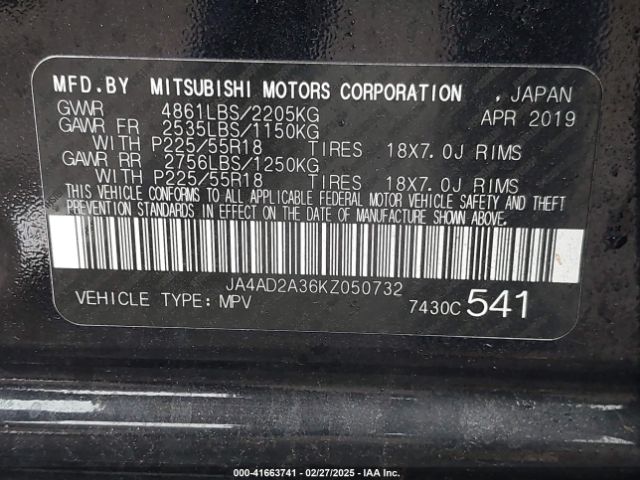 MFD.BY MITSUBISHI MOTORS CORPORATION , JAPAN
GVWR 4861LBS/2205KG APR 2019
GAWR FR 2535LBS/1150KG
WITH P225/55R18 TIRES 18X7.0J RIMS
GAWR RR 2756LBS/1250KG
WITH P225/55R18 TIRES 18X7.0J RIMS
THIS VEHICLE CONFORMS TO ALL APPLICABLE FEDERAL MOTOR VEHICLE SAFETY AND THEFT
PREVENTION STANDARDS IN EFFECT ON THE DATE OF MANUFACTURE SHOWN ABOVE.
JA4AD2A36KZ050732
VEHICLE TYPE: MPV 7430C 541
000-41663741 - 02/27/2025 - IAA Inc.